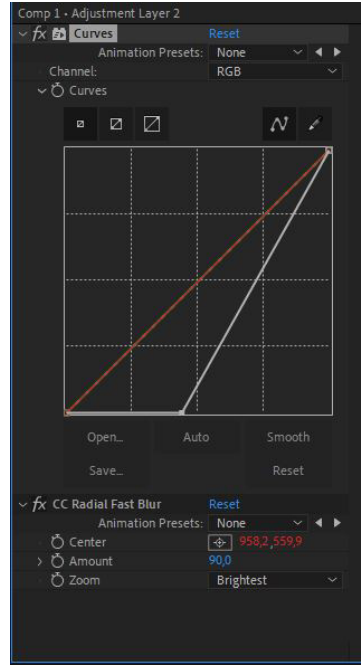 Comp 1 • Adjustment Layer 2
fx Curves Reset
Animation Presets: None
Channel: RGB
Curves
Open... Auto Smooth
Save... Reset
fx CC Radial Fast Blur Reset
Animation Presets: None
Center 958,2,559,9
Amount 90,0
Zoom Brightest